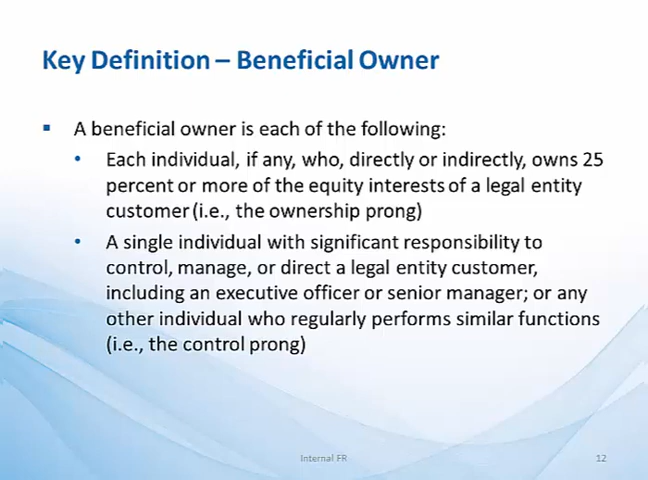 Key Definition – Beneficial Owner
A beneficial owner is each of the following:
Each individual, if any, who, directly or indirectly, owns 25
percent or more of the equity interests of a legal entity
customer (i.e., the ownership prong)
A single individual with significant responsibility to
control, manage, or direct a legal entity customer,
including an executive officer or senior manager; or any
other individual who regularly performs similar functions
(i.e., the control prong)
Internal FR
12